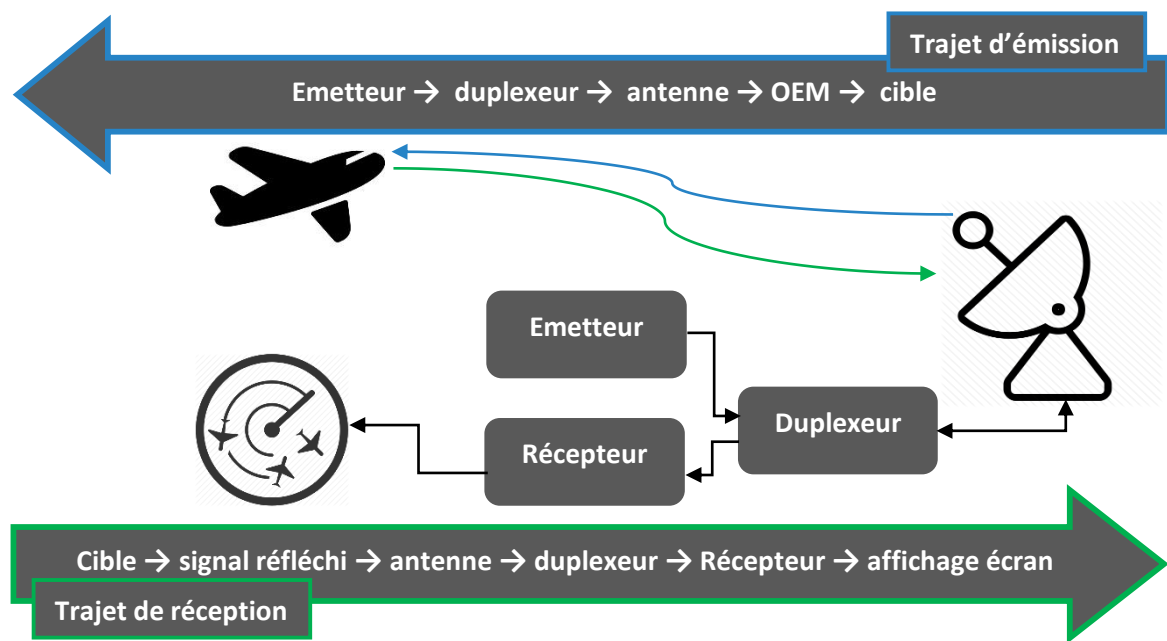 Trajet d’émission
Emetteur → duplexeur → antenne → OEM → cible
Emetteur
Duplexeur
Récepteur
Cible → signal réfléchi → antenne → duplexeur → Récepteur → affichage écran
Trajet de réception